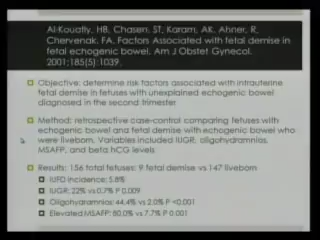 Al-Kouatly, HB, Chasen, ST, Karam, AK, Ahner, R,
Chervenak, FA. Factors Associated with fetal demise in
fetal echogenic bowel. Am J Obstet Gynecol.
2001;185(5):1039.
Objective: determine risk factors associated with intrauterine
fetal demise in fetuses with unexplained echogenic bowel
diagnosed in the second trimester
Method: retrospective case-control comparing fetuses with
echogenic bowel and fetal demise with echogenic bowel who
were liveborn. Variables included IUGR, oligohydramnios,
MSAFP, and beta hCG levels
Results: 156 total fetuses: 9 fetal demise vs 147 liveborn
IUFD incidence: 5.8%
IUGR: 22% vs 0.7% P 0.009
Oligohydramnios: 44.4% vs 2.0% P <0.001
Elevated MSAFP: 80.0% vs 7.7% P 0.001